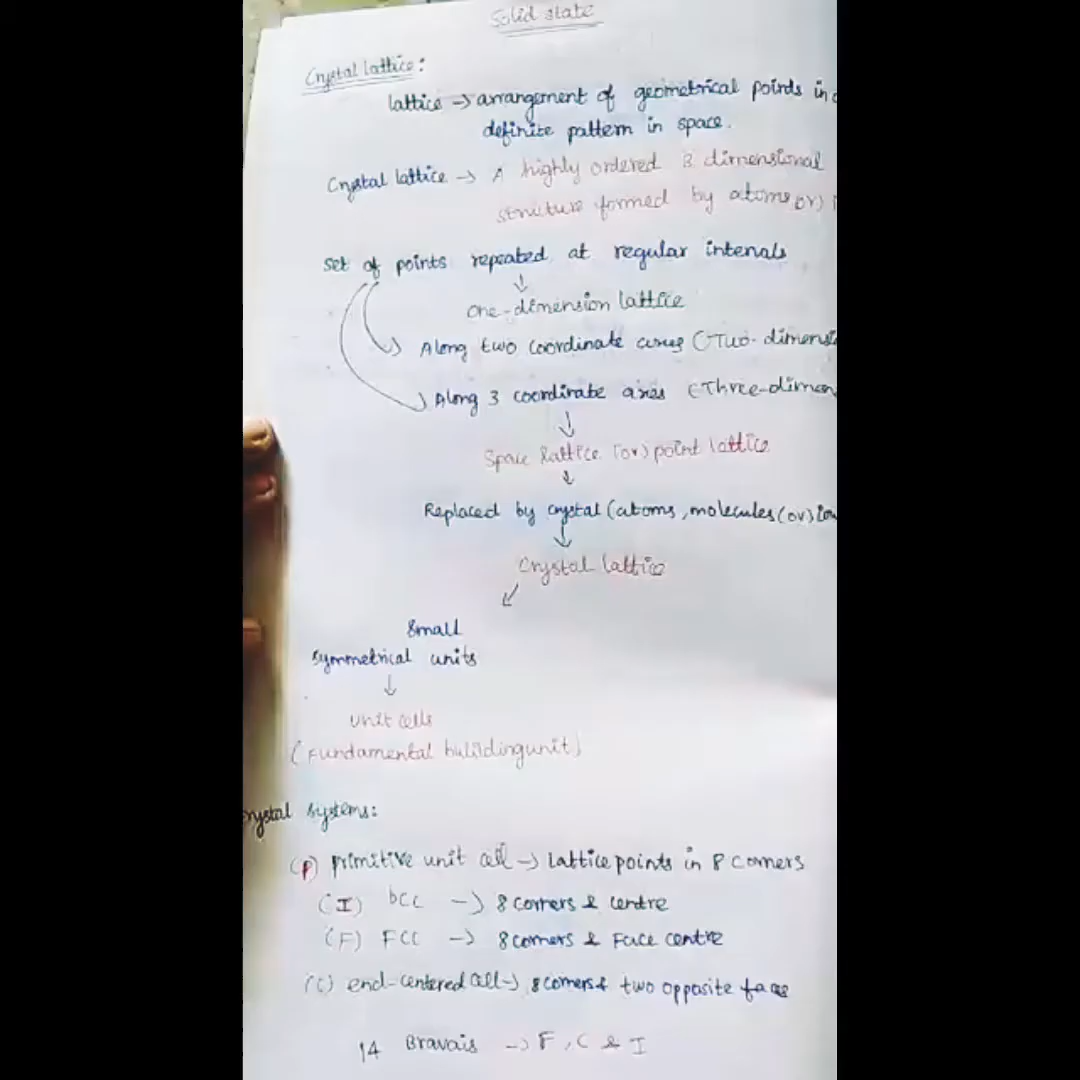 Solid state
Crystal lattice:
lattice → arrangement of geometrical points in
definite pattern in space.
Crystal lattice → A highly ordered 3 dimensional
structure formed by atoms (or)
set of points repeated at regular intervals
↓
One-dimension lattice
Along two coordinate axes (Two-dimensi
Along 3 coordinate axes (Three-dimen
↓
Space lattice (or) point lattice
↓
Replaced by crystal (atoms, molecules (or) ion
↓
Crystal lattice
↙
Small
symmetrical units
↓
Unit cells
(Fundamental building unit)
rystal systems:
(P) primitive unit cell → lattice points in 8 corners
(I) bcc → 8 corners & centre
(F) FCC → 8 corners & Face centre
(C) end-centered cell → 8 corners & two opposite faces
14 Bravais → F, C & I